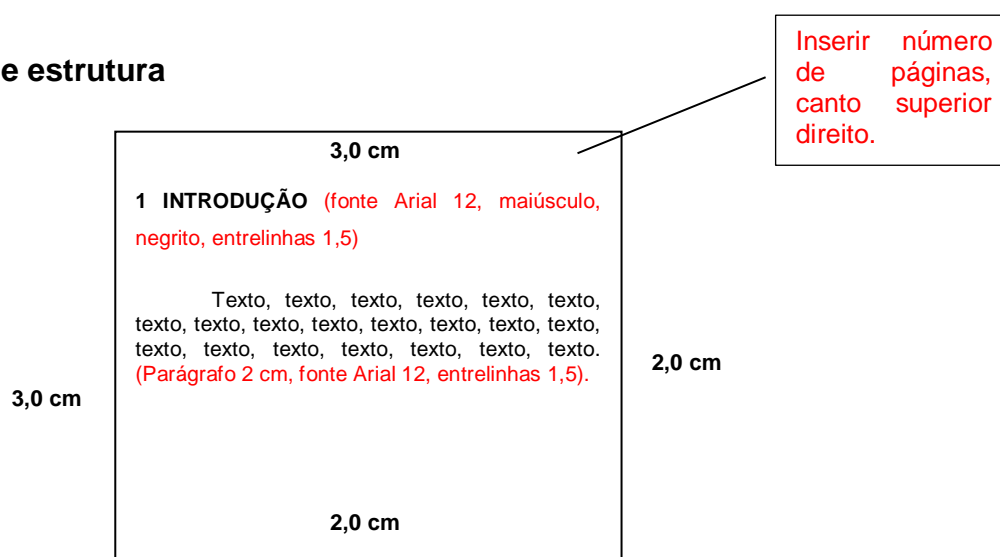 Inserir número
de páginas,
canto superior
direito.
e estrutura
3,0 cm
1 INTRODUÇÃO (fonte Arial 12, maiúsculo,
negrito, entrelinhas 1,5)
Texto, texto, texto, texto, texto, texto,
texto, texto, texto, texto, texto, texto, texto, texto,
texto, texto, texto, texto, texto, texto, texto.
(Parágrafo 2 cm, fonte Arial 12, entrelinhas 1,5).
2,0 cm
3,0 cm
2,0 cm